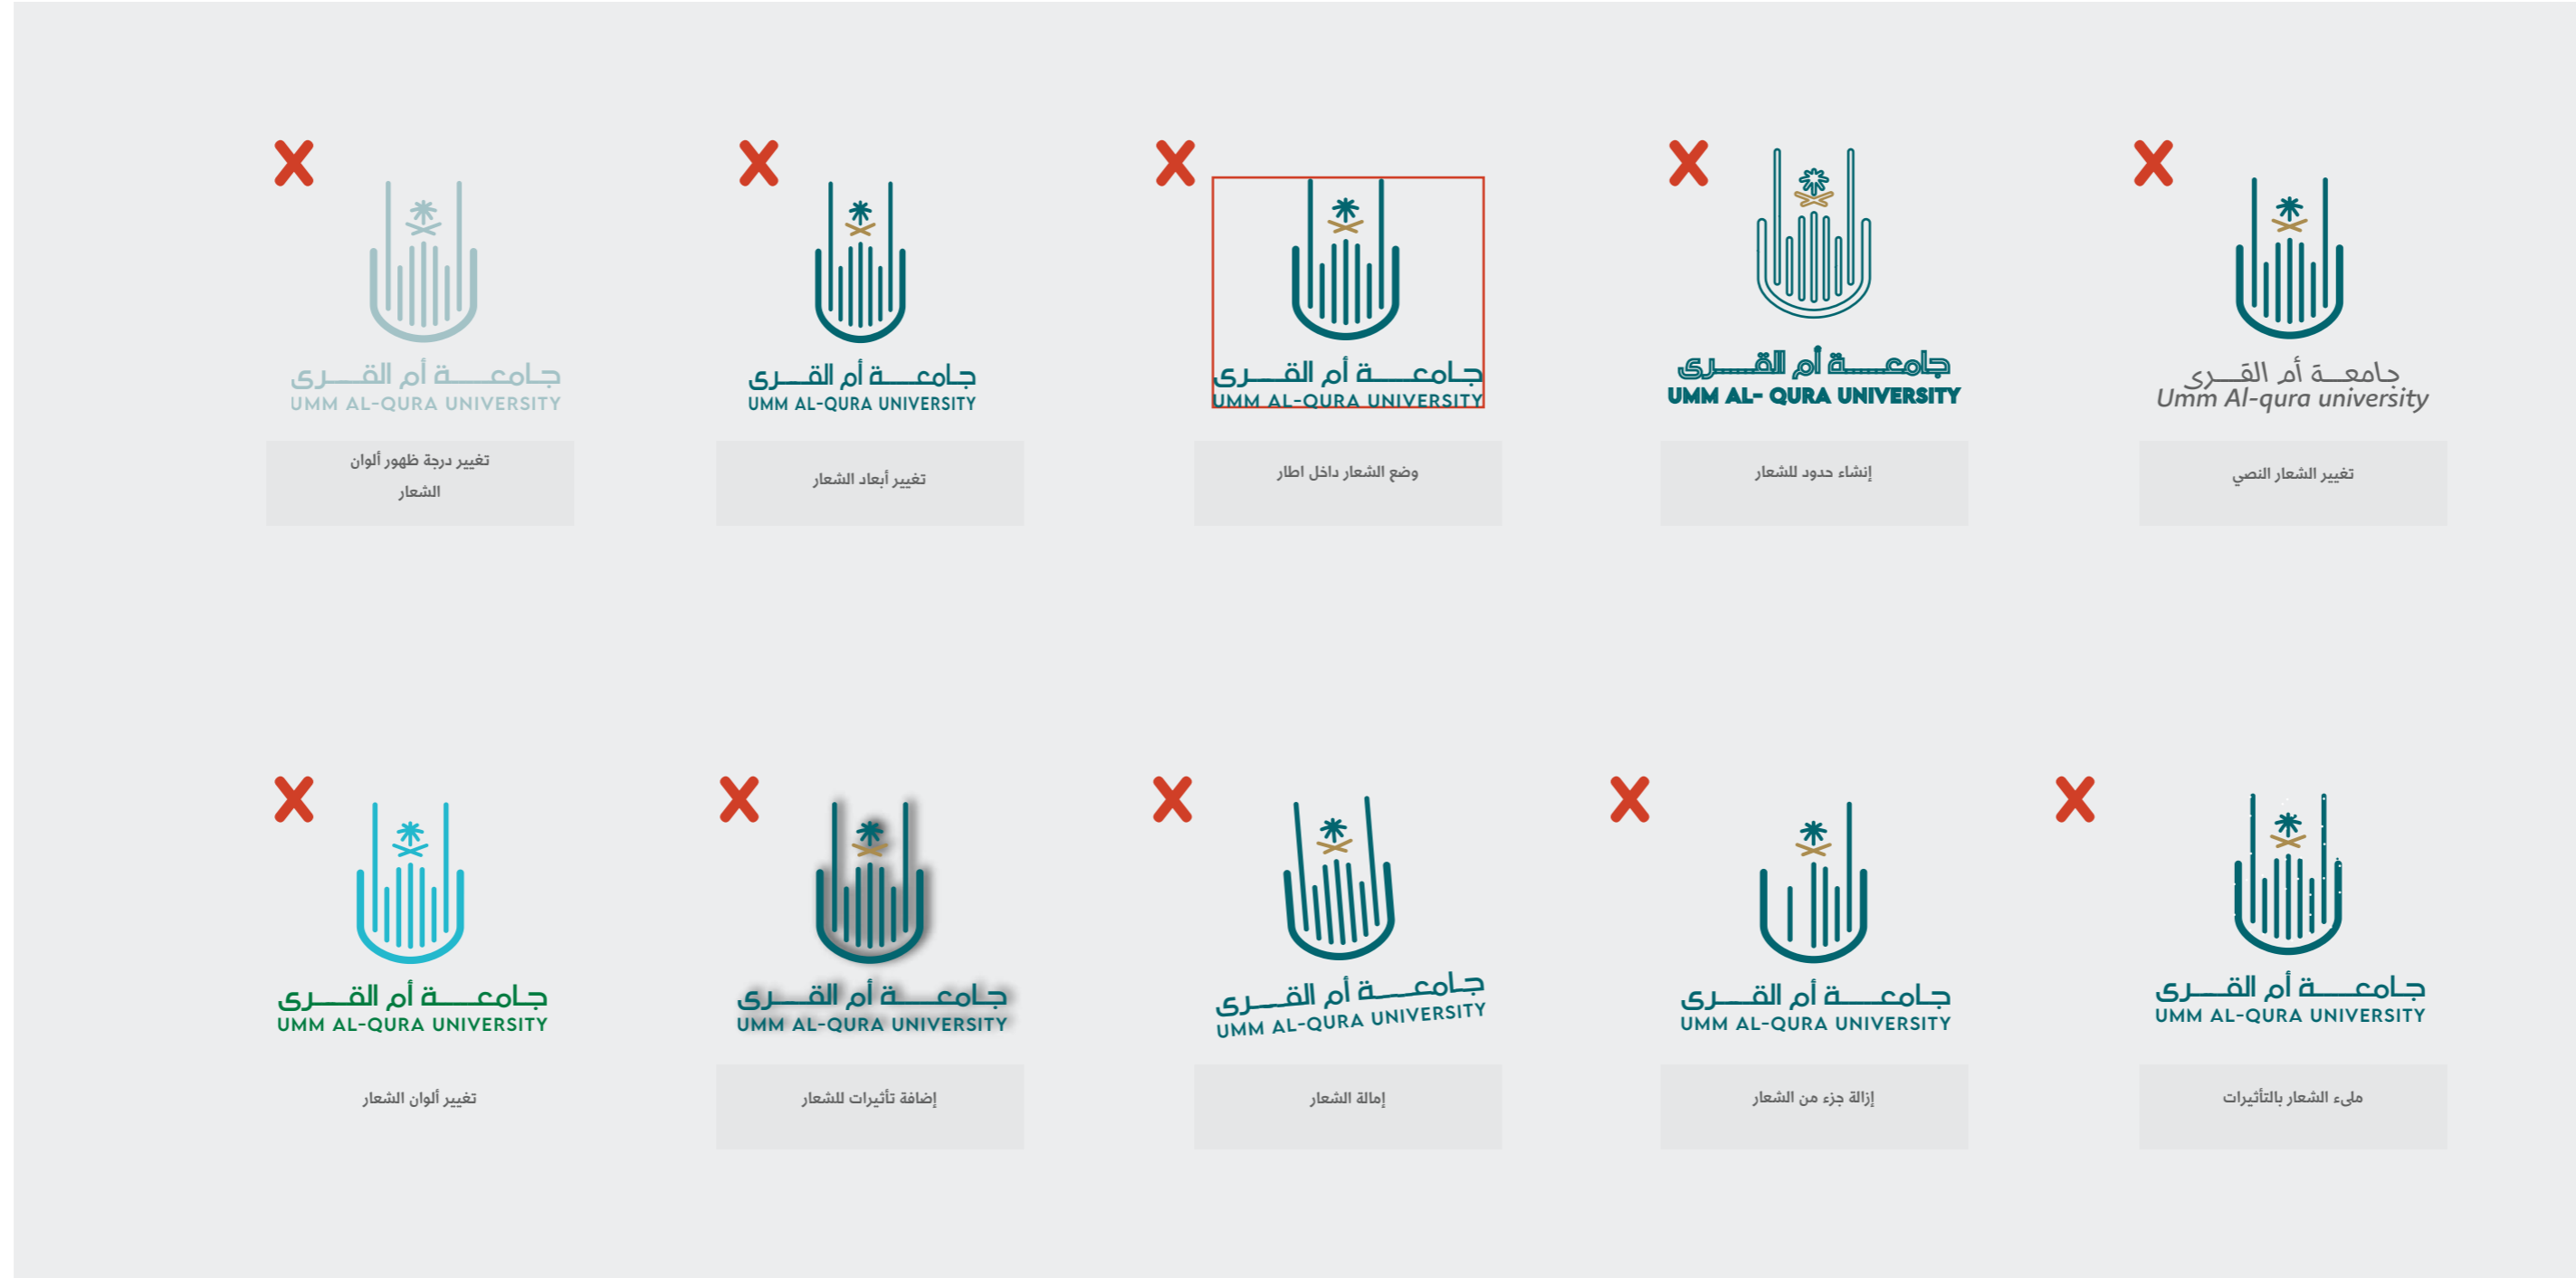 جامعة أم القرى
Umm Al-qura university
تغيير الشعار النصي
جامعة أم القرى
UMM AL- QURA UNIVERSITY
إنشاء حدود للشعار
جامعة أم القرى
UMM AL-QURA UNIVERSITY
وضع الشعار داخل اطار
جامعة أم القرى
UMM AL-QURA UNIVERSITY
تغيير أبعاد الشعار
جامعة أم القرى
UMM AL-QURA UNIVERSITY
تغيير درجة ظهور ألوان
الشعار
جامعة أم القرى
UMM AL-QURA UNIVERSITY
مليء الشعار بالتأثيرات
جامعة أم القرى
UMM AL-QURA UNIVERSITY
إزالة جزء من الشعار
جامعة أم القرى
UMM AL-QURA UNIVERSITY
إمالة الشعار
جامعة أم القرى
UMM AL-QURA UNIVERSITY
إضافة تأثيرات للشعار
جامعة أم القرى
UMM AL-QURA UNIVERSITY
تغيير ألوان الشعار